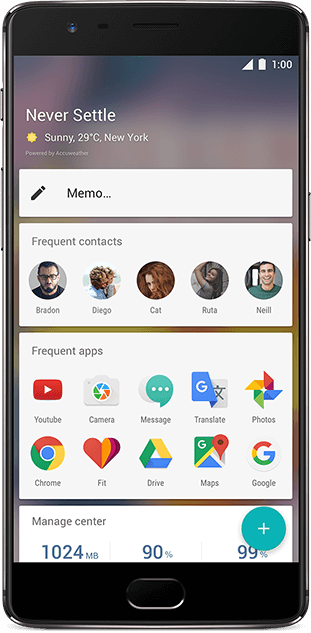 1:00
Never Settle
Sunny, 29°C, New York
Powered by Accuweather
Memo...
Frequent contacts
Bradon Diego Cat Ruta Neill
Frequent apps
Youtube Camera Message Translate Photos
Chrome Fit Drive Maps Google
Manage center
1024 MB 90 % 99 %